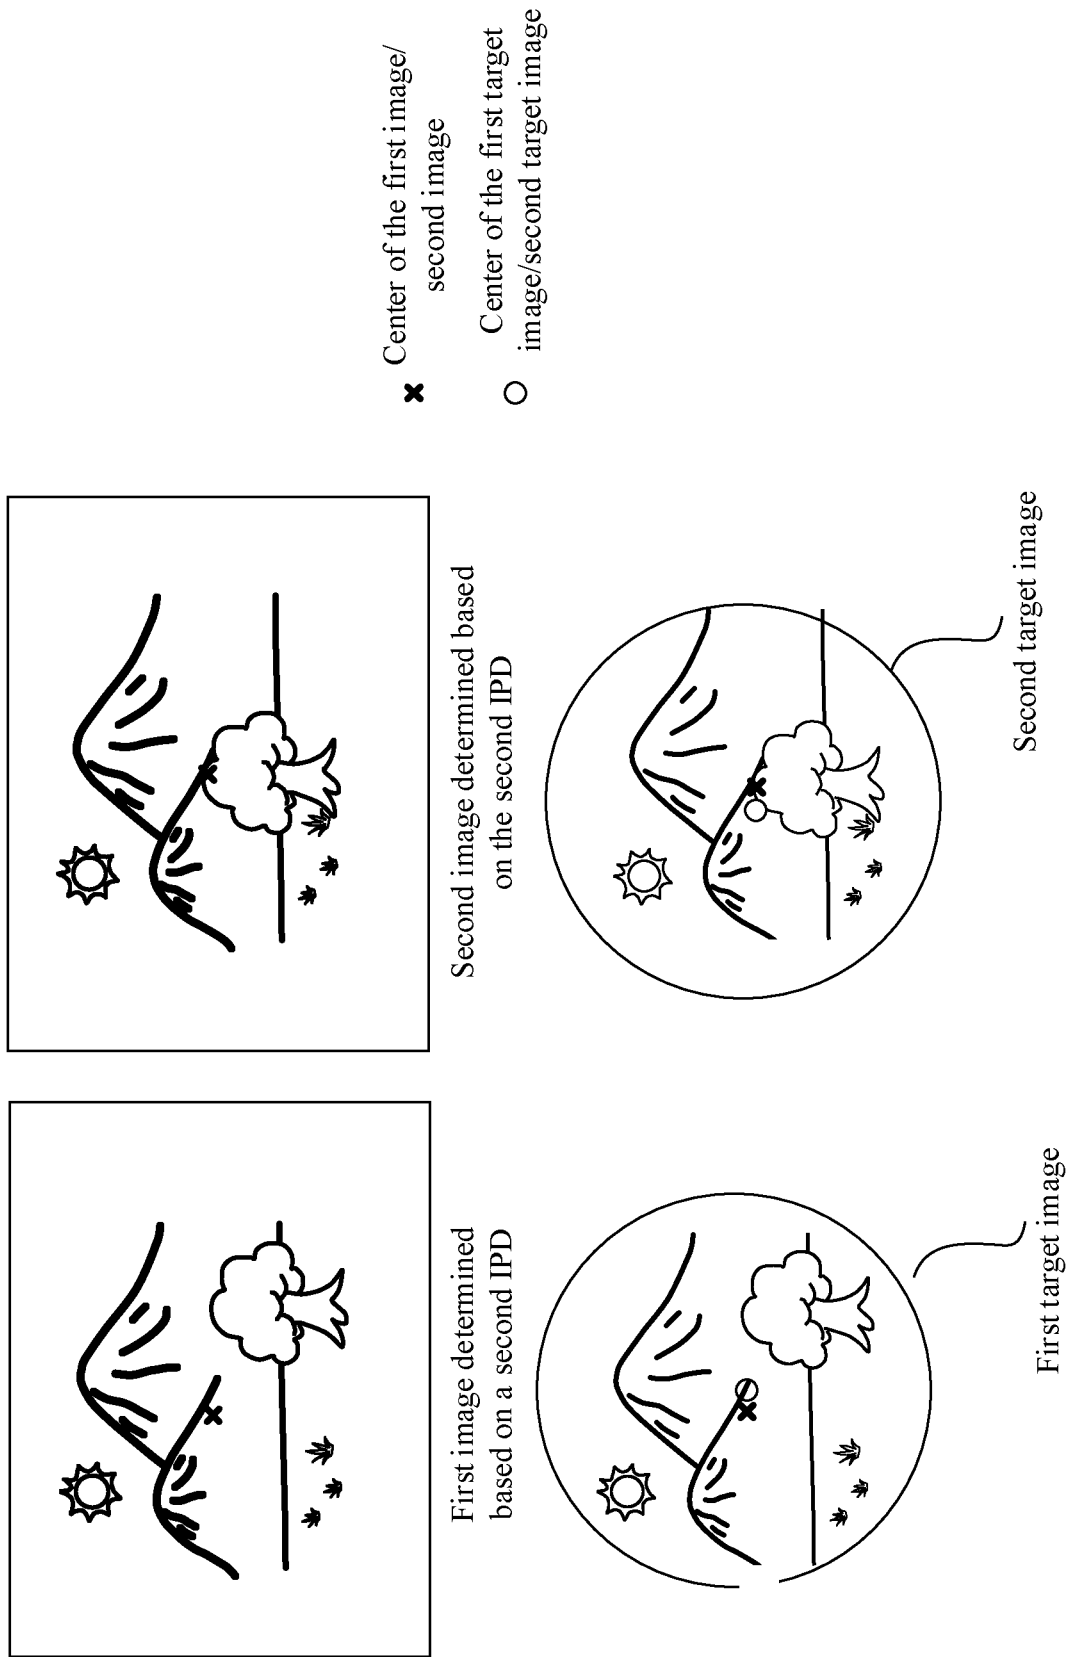 First image determined
based on a second IPD
Second image determined based
on the second IPD
Center of the first image/
second image
Center of the first target
image/second target image
First target image
Second target image